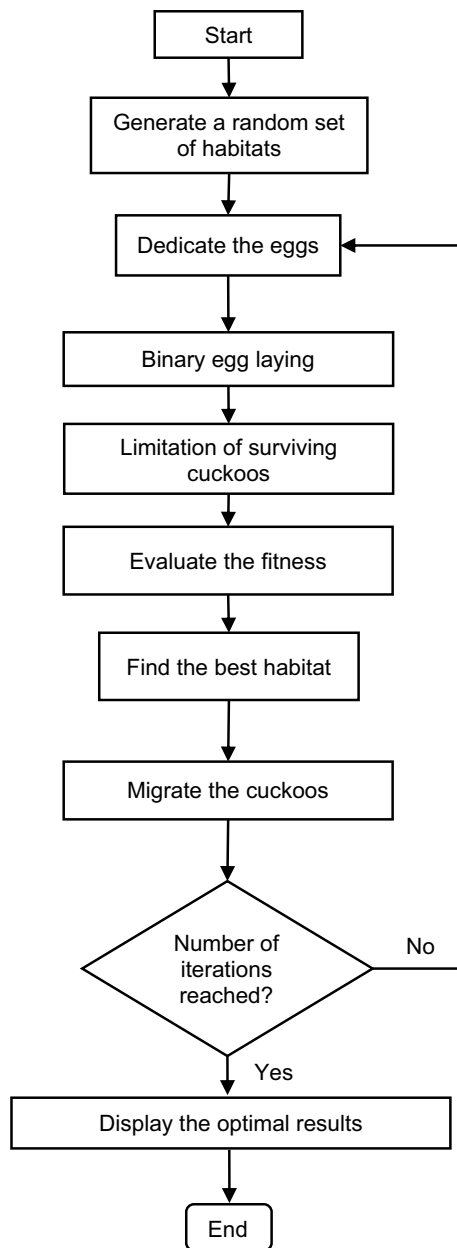 Start
Generate a random set
of habitats
Dedicate the eggs
Binary egg laying
Limitation of surviving
cuckoos
Evaluate the fitness
Find the best habitat
Migrate the cuckoos
Number of
iterations
reached?
No
Yes
Display the optimal results
End